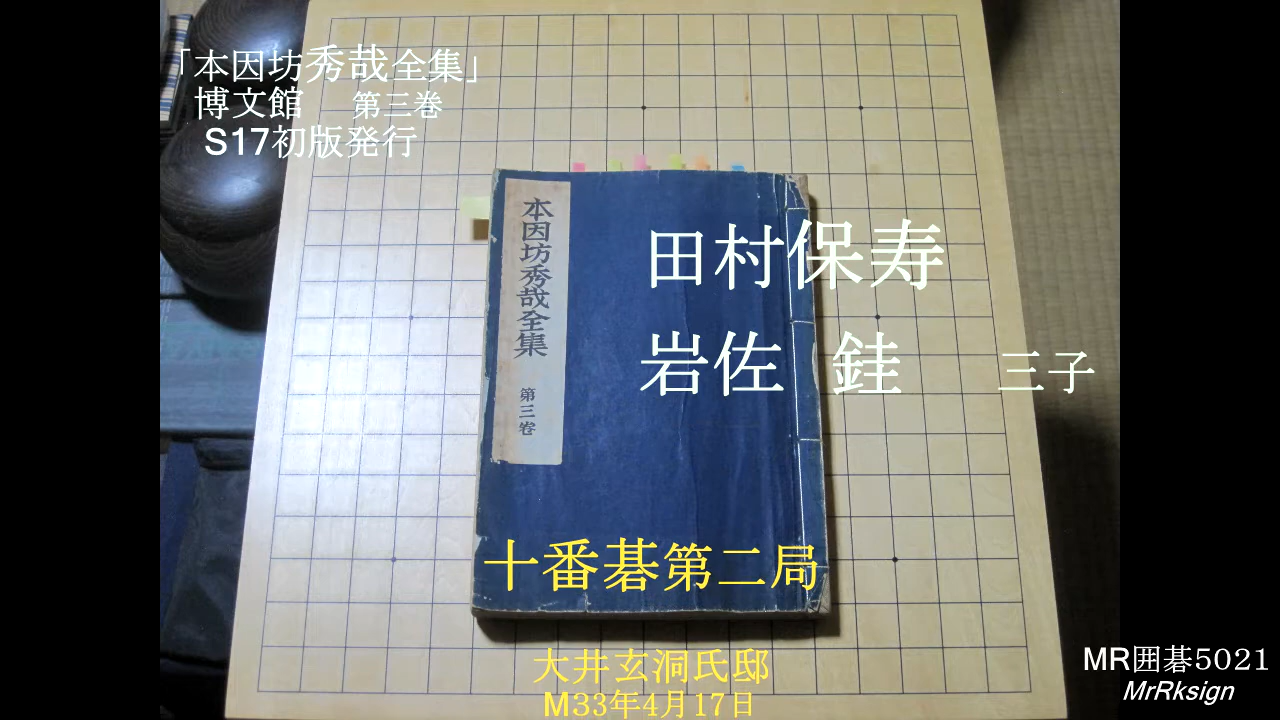 「本因坊秀哉全集」
博文館 第三巻
S17初版発行
本因坊秀哉全集 第三卷
田村保寿
岩佐 銈 三子
十番碁第二局
大井玄洞氏邸
M33年4月17日
MR囲碁5021
MrRksign